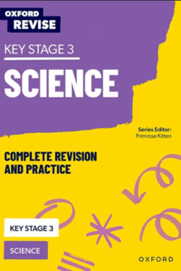 OXFORD
REVISE
KEY STAGE 3
SCIENCE
Series Editor:
Primrose Kitten
COMPLETE REVISION
AND PRACTICE
KEY STAGE 3
SCIENCE
OXFORD